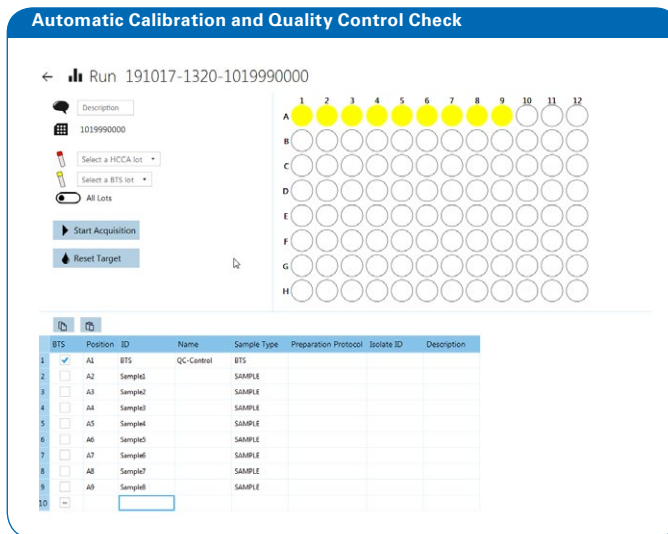 Automatic Calibration and Quality Control Check
Run 191017-1320-1019990000
Description
1019990000
Select a HCCA lot
Select a BTS lot
All Lots
Start Acquisition
Reset Target
1 2 3 4 5 6 7 8 9 10 11 12
A
B
C
D
E
F
G
H
BTS Position ID Name Sample Type Preparation Protocol Isolate ID Description
1 A1 BTS QC-Control BTS
2 A2 Sample1 SAMPLE
3 A3 Sample2 SAMPLE
4 A4 Sample3 SAMPLE
5 A5 Sample4 SAMPLE
6 A6 Sample5 SAMPLE
7 A7 Sample6 SAMPLE
8 A8 Sample7 SAMPLE
9 A9 Sample8 SAMPLE
10